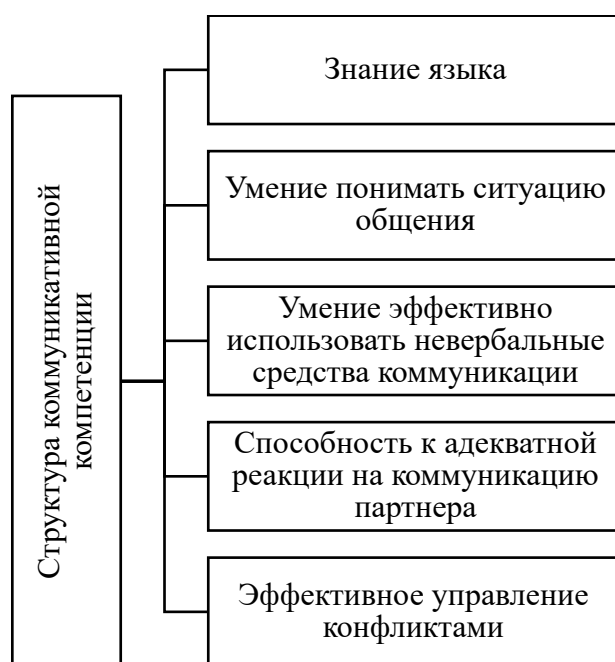 Структура коммуникативной
компетенции
Знание языка
Умение понимать ситуацию
общения
Умение эффективно
использовать невербальные
средства коммуникации
Способность к адекватной
реакции на коммуникацию
партнера
Эффективное управление
конфликтами